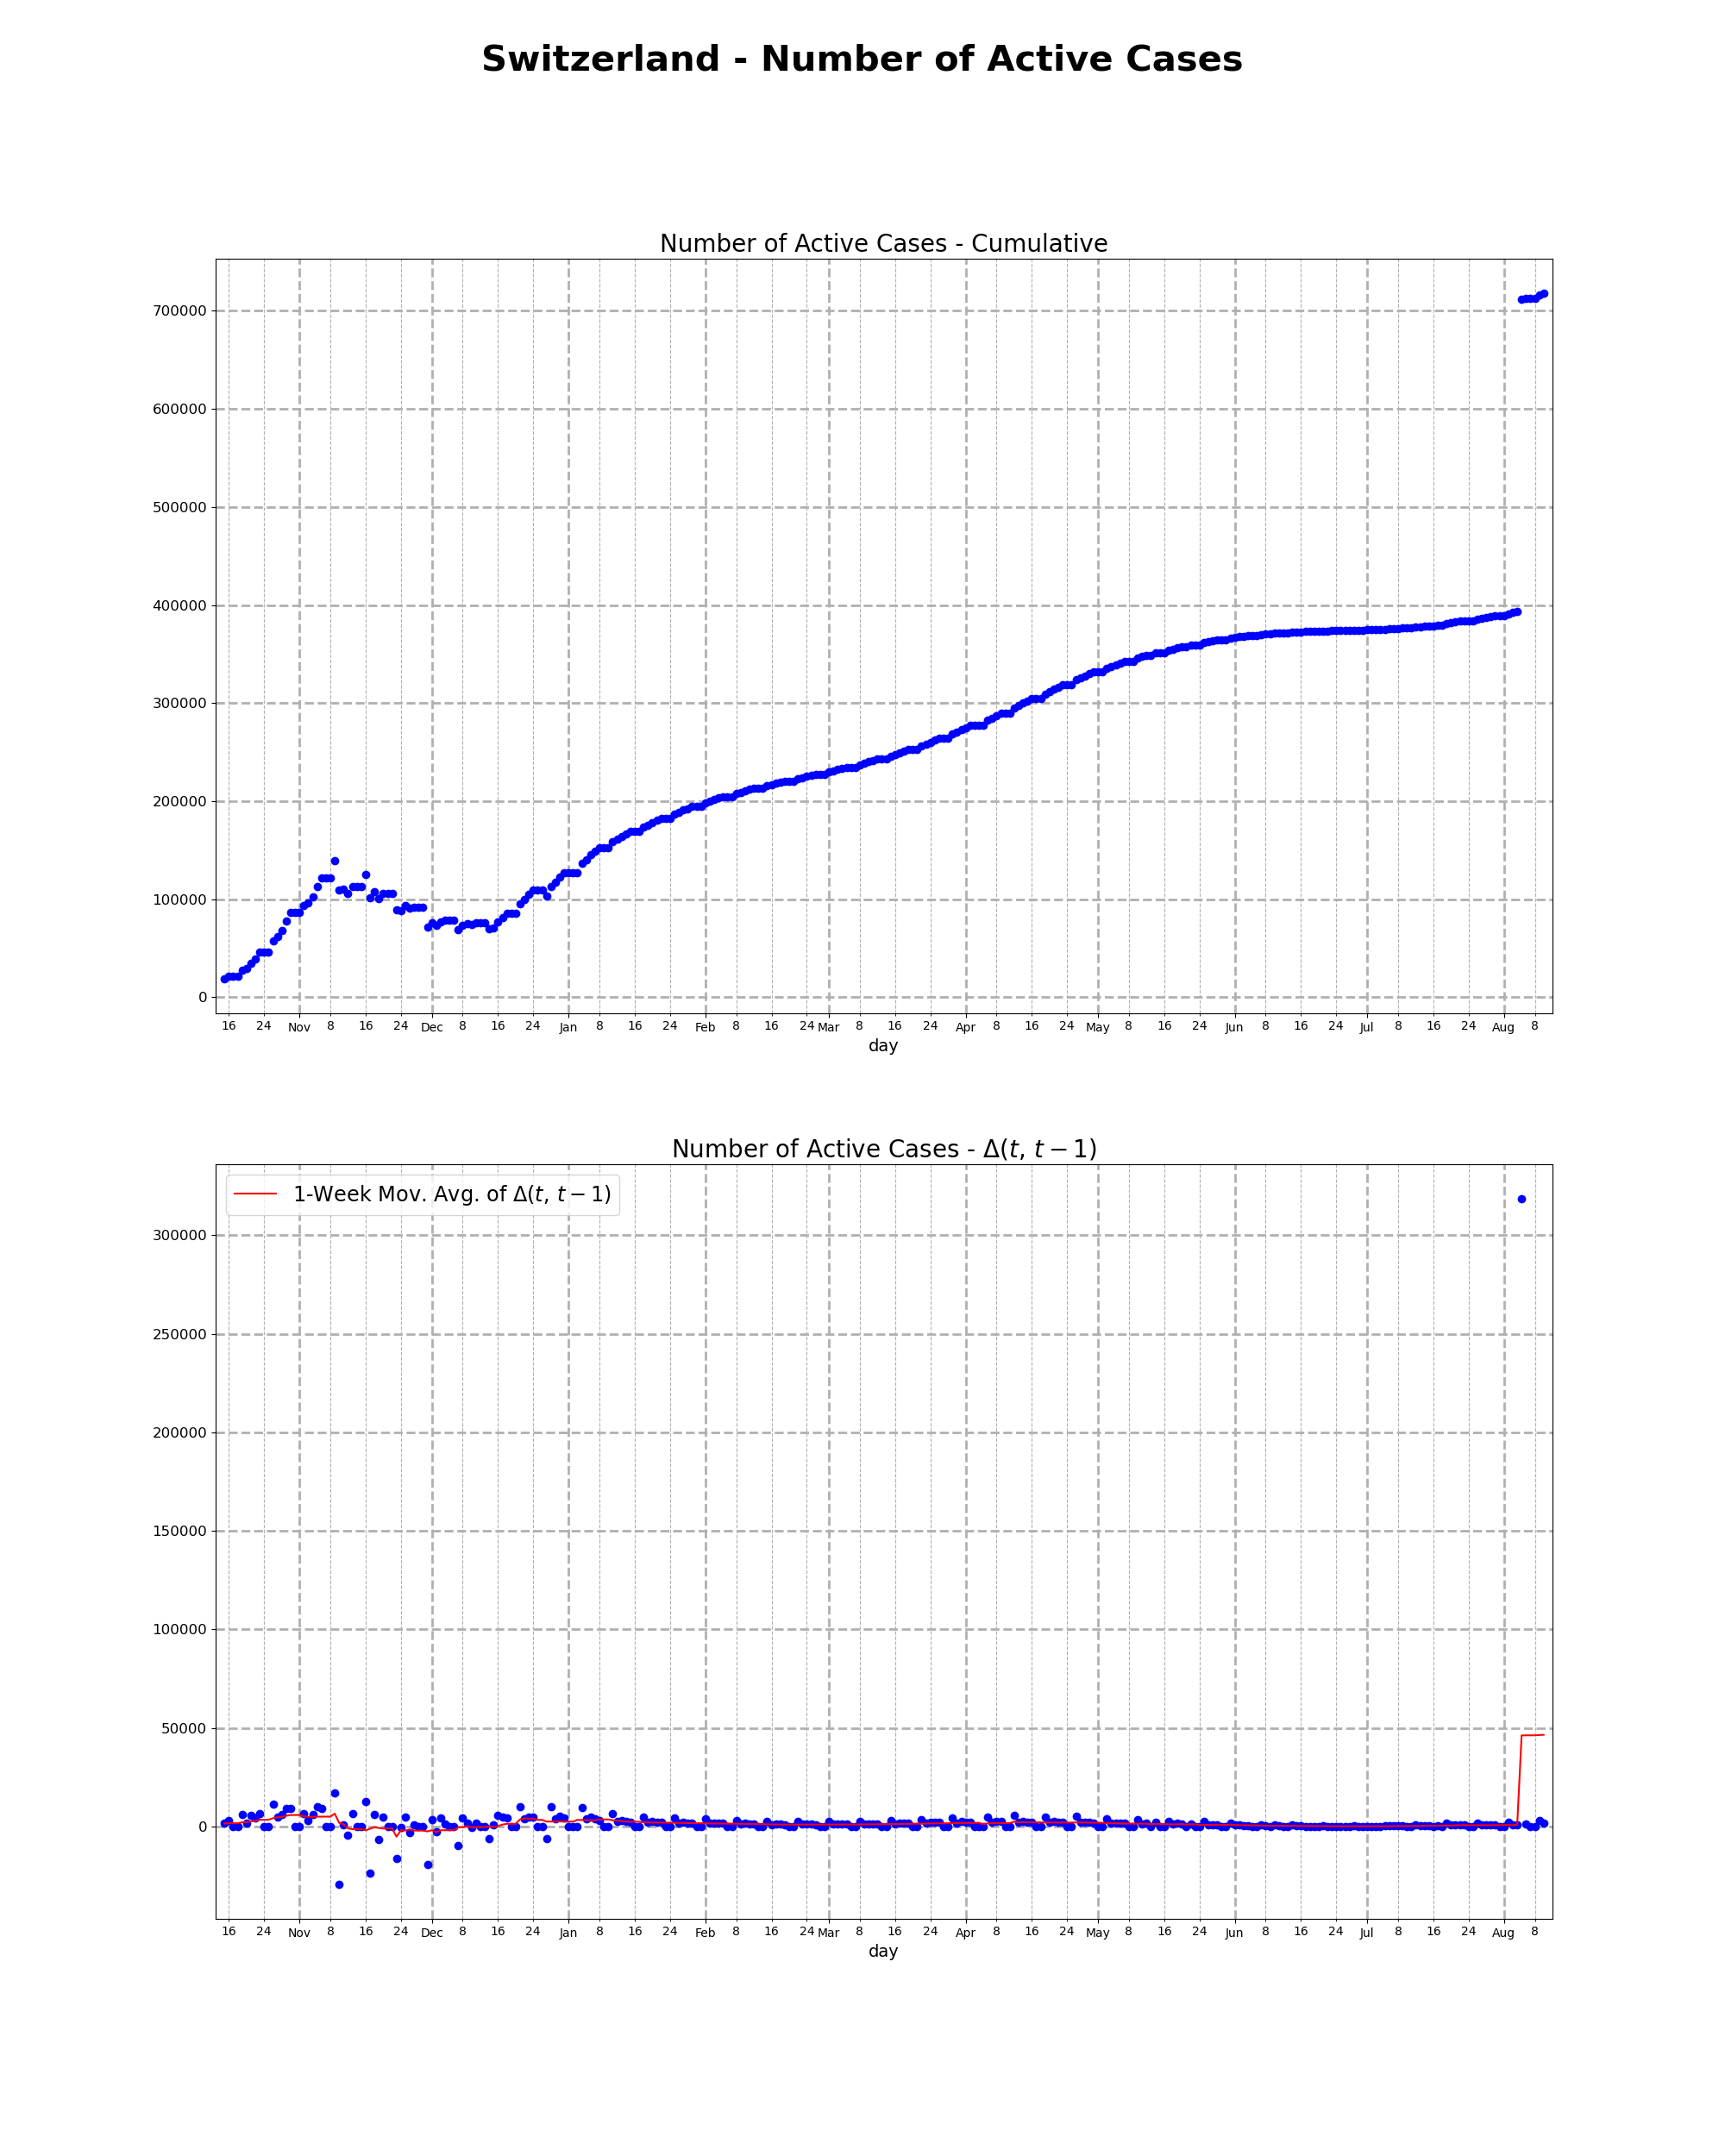 Switzerland - Number of Active Cases
Number of Active Cases - Cumulative
700000
600000
500000
400000
300000
200000
100000
0
16 24 Nov 8 16 24 Dec 8 16 24 Jan 8 16 24 Feb 8 16 24 Mar 8 16 24 Apr 8 16 24 May 8 16 24 Jun 8 16 24 Jul 8 16 24 Aug 8
day
Number of Active Cases - Δ(t, t − 1)
1-Week Mov. Avg. of Δ(t, t − 1)
300000
250000
200000
150000
100000
50000
0
16 24 Nov 8 16 24 Dec 8 16 24 Jan 8 16 24 Feb 8 16 24 Mar 8 16 24 Apr 8 16 24 May 8 16 24 Jun 8 16 24 Jul 8 16 24 Aug 8
day